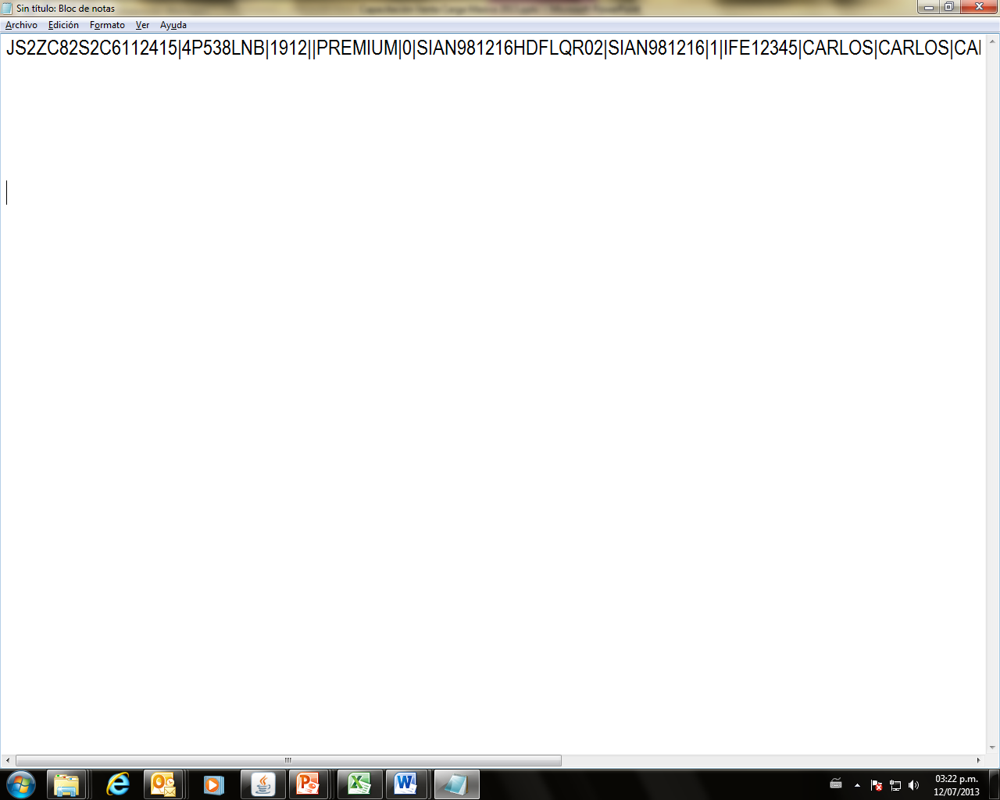 Sin título: Bloc de notas
Archivo Edición Formato Ver Ayuda
JS2ZC82S2C6112415|4P538LNB|1912||PREMIUM|0|SIAN981216HDFLQR02|SIAN981216|1|IFE12345|CARLOS|CARLOS|CAI
03:22 p.m.
12/07/2013